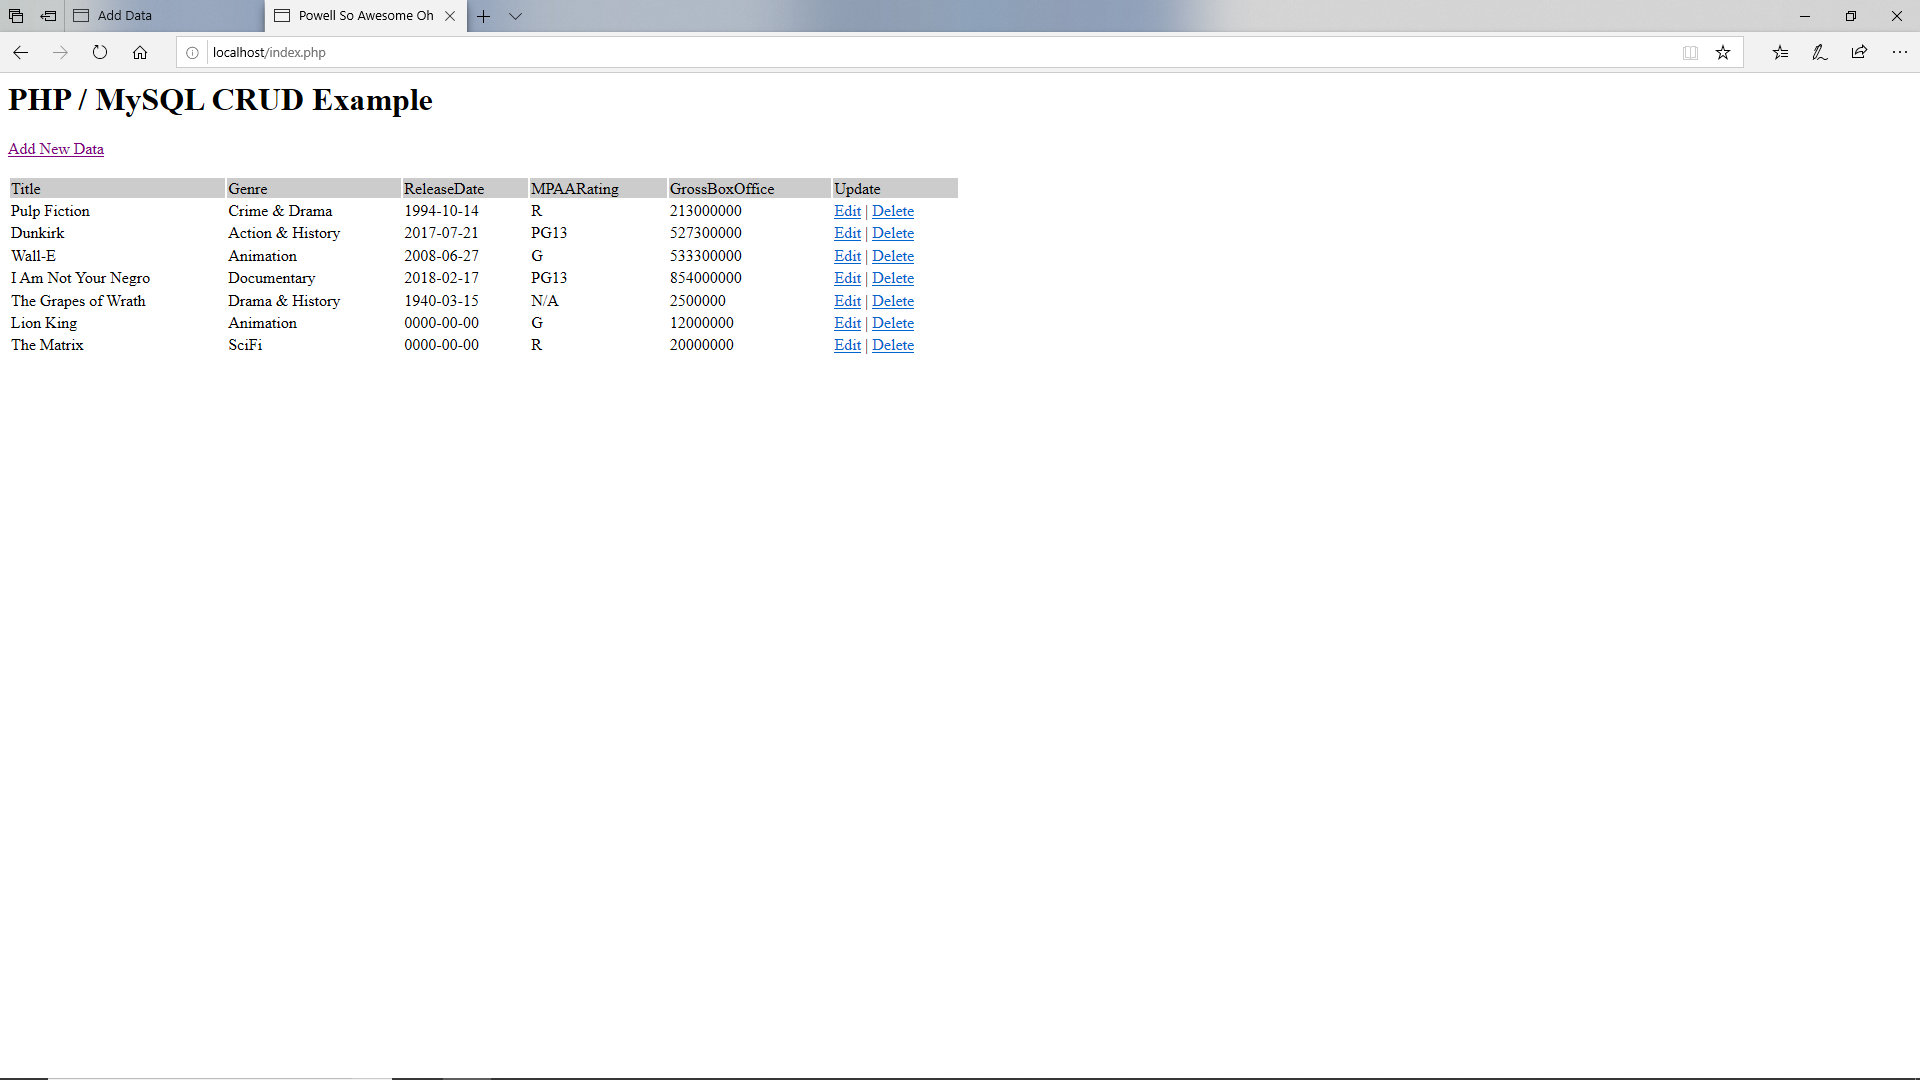 Add Data
Powell So Awesome Oh
localhost/index.php
PHP / MySQL CRUD Example
Add New Data
Title Genre ReleaseDate MPAARating GrossBoxOffice Update
Pulp Fiction Crime & Drama 1994-10-14 R 213000000 Edit | Delete
Dunkirk Action & History 2017-07-21 PG13 527300000 Edit | Delete
Wall-E Animation 2008-06-27 G 533300000 Edit | Delete
I Am Not Your Negro Documentary 2018-02-17 PG13 854000000 Edit | Delete
The Grapes of Wrath Drama & History 1940-03-15 N/A 2500000 Edit | Delete
Lion King Animation 0000-00-00 G 12000000 Edit | Delete
The Matrix SciFi 0000-00-00 R 20000000 Edit | Delete